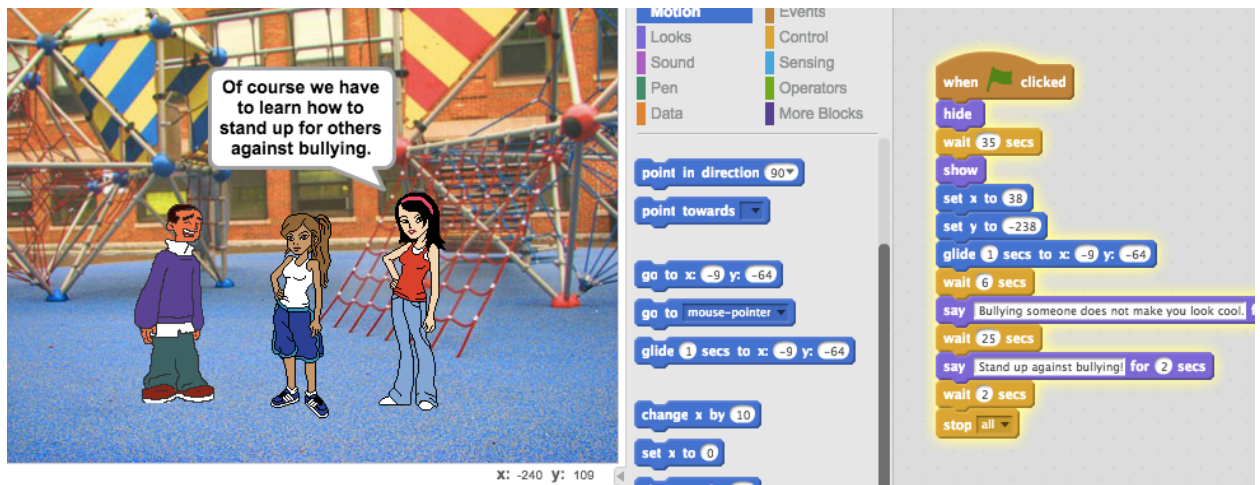 Of course we have
to learn how to
stand up for others
against bullying.
x: -240 y: 109
Motion
Looks
Sound
Pen
Data
Events
Control
Sensing
Operators
More Blocks
point in direction 90
point towards
go to x: -9 y: -64
go to mouse-pointer
glide 1 secs to x: -9 y: -64
change x by 10
set x to 0
when clicked
hide
wait 35 secs
show
set x to 38
set y to -238
glide 1 secs to x: -9 y: -64
wait 6 secs
say Bullying someone does not make you look cool.
wait 25 secs
say Stand up against bullying! for 2 secs
wait 2 secs
stop all